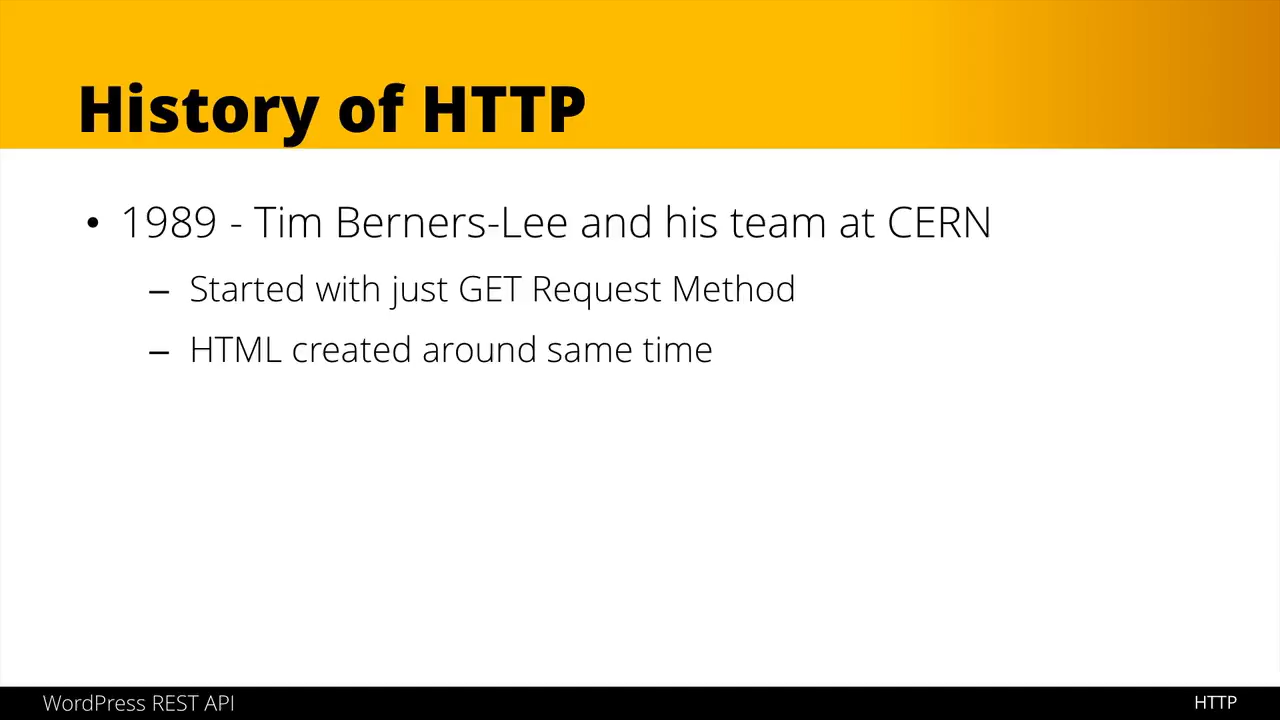 History of HTTP
• 1989 - Tim Berners-Lee and his team at CERN
– Started with just GET Request Method
– HTML created around same time
WordPress REST API
HTTP